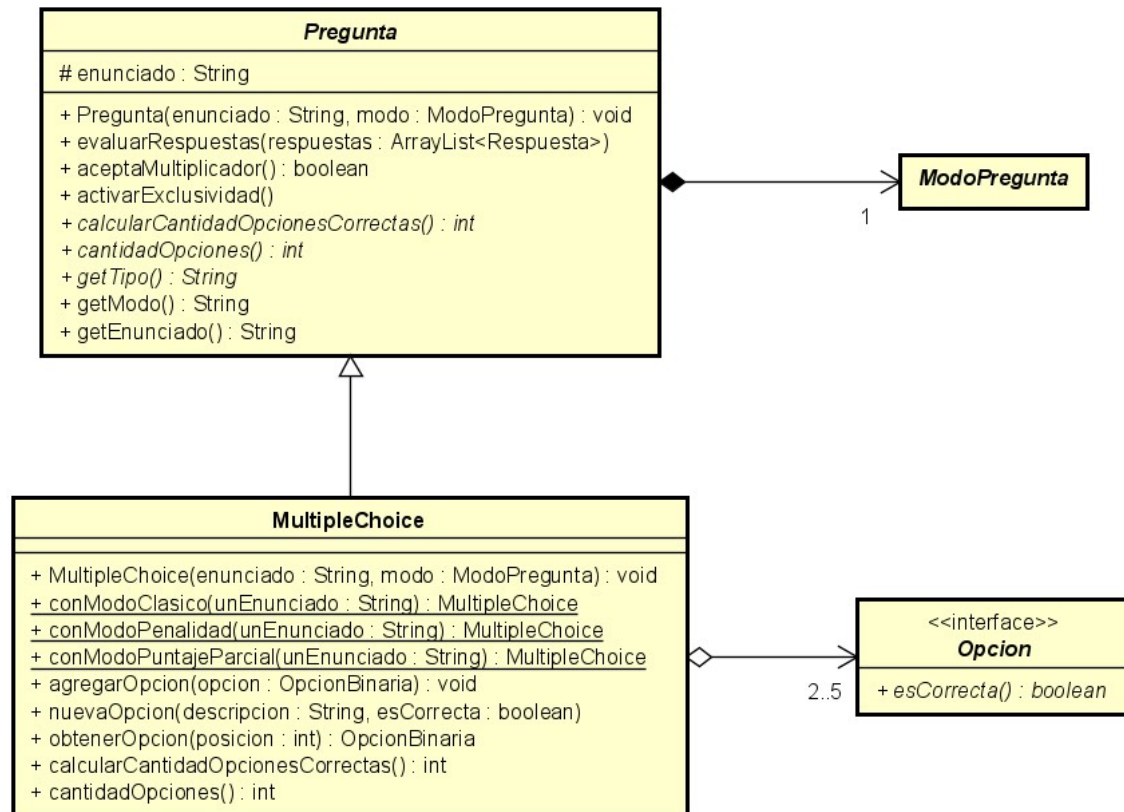 Pregunta
# enunciado : String
+ Pregunta(enunciado : String, modo : ModoPregunta) : void
+ evaluarRespuestas(respuestas : ArrayList<Respuesta>)
+ aceptaMultiplicador() : boolean
+ activarExclusividad()
+ calcularCantidadOpcionesCorrectas() : int
+ cantidadOpciones() : int
+ getTipo() : String
+ getModo() : String
+ getEnunciado() : String
ModoPregunta
1
MultipleChoice
+ MultipleChoice(enunciado : String, modo : ModoPregunta) : void
+ conModoClasico(unEnunciado : String) : MultipleChoice
+ conModoPenalidad(unEnunciado : String) : MultipleChoice
+ conModoPuntajeParcial(unEnunciado : String) : MultipleChoice
+ agregarOpcion(opcion : OpcionBinaria) : void
+ nuevaOpcion(descripcion : String, esCorrecta : boolean)
+ obtenerOpcion(posicion : int) : OpcionBinaria
+ calcularCantidadOpcionesCorrectas() : int
+ cantidadOpciones() : int
2..5
<<interface>>
Opcion
+ esCorrecta() : boolean